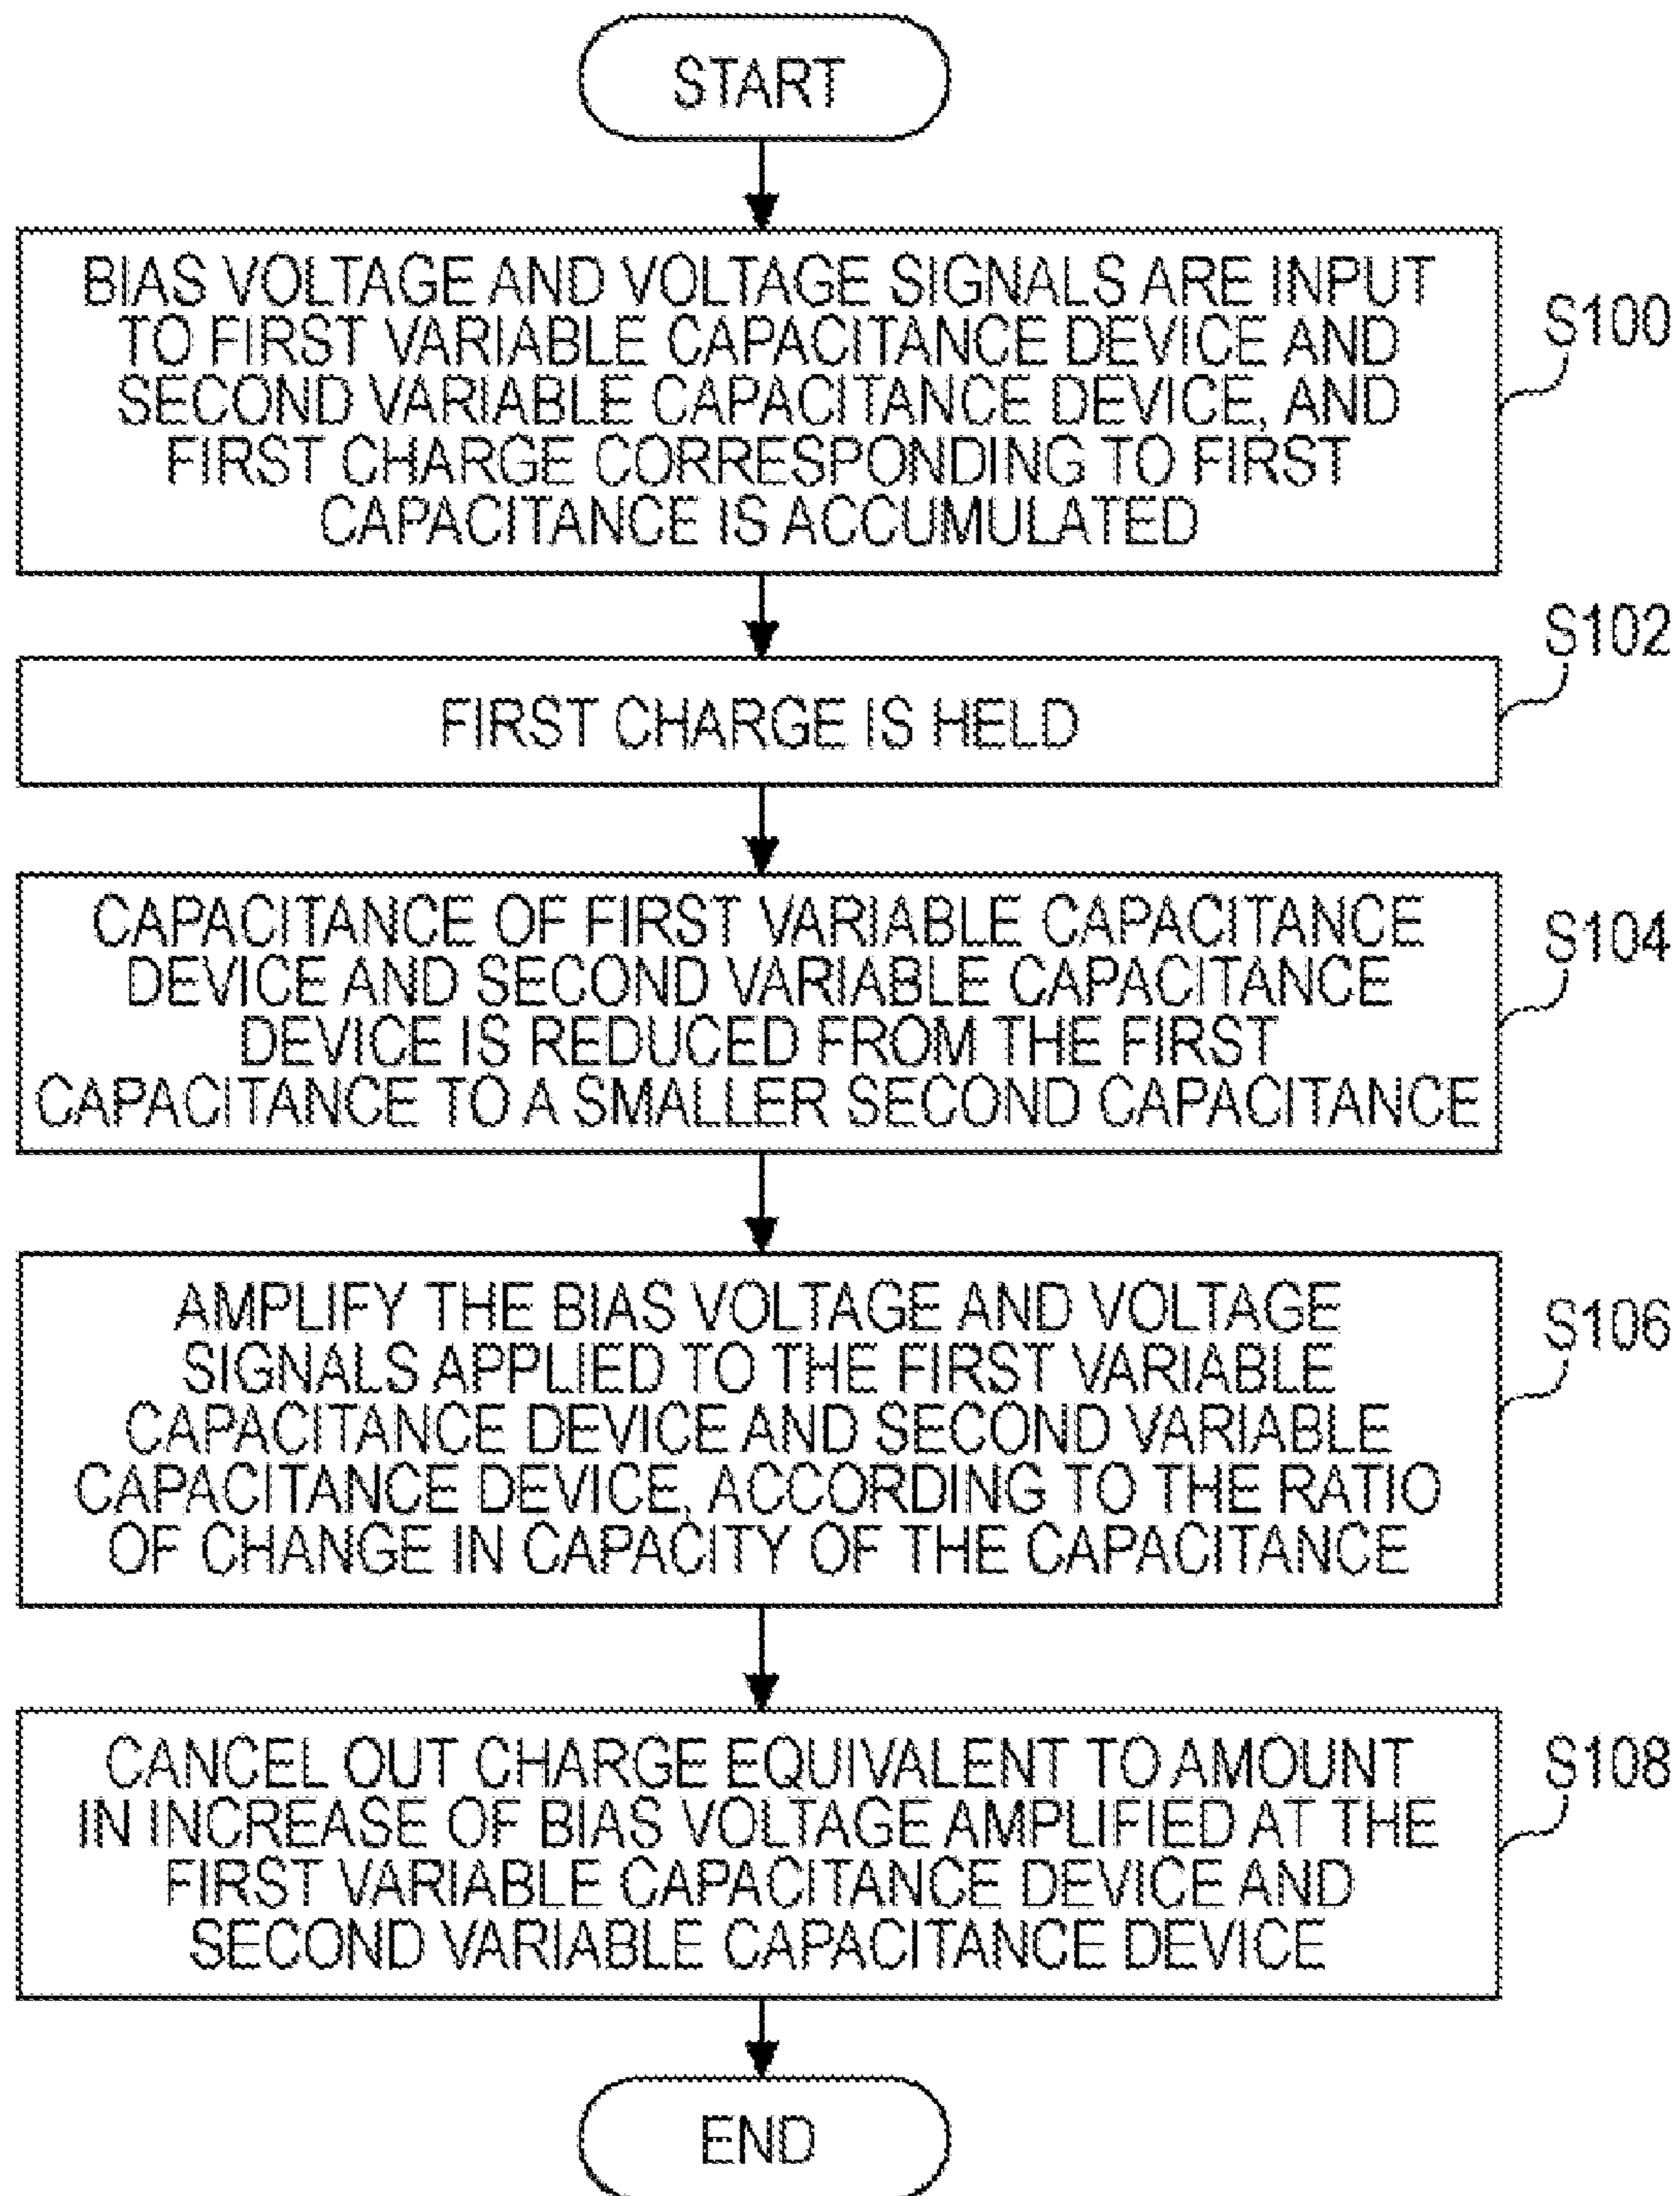 START
BIAS VOLTAGE AND VOLTAGE SIGNALS ARE INPUT
TO FIRST VARIABLE CAPACITANCE DEVICE AND
SECOND VARIABLE CAPACITANCE DEVICE, AND
FIRST CHARGE CORRESPONDING TO FIRST
CAPACITANCE IS ACCUMULATED
S100
FIRST CHARGE IS HELD
S102
CAPACITANCE OF FIRST VARIABLE CAPACITANCE
DEVICE AND SECOND VARIABLE CAPACITANCE
DEVICE IS REDUCED FROM THE FIRST
CAPACITANCE TO A SMALLER SECOND CAPACITANCE
S104
AMPLIFY THE BIAS VOLTAGE AND VOLTAGE
SIGNALS APPLIED TO THE FIRST VARIABLE
CAPACITANCE DEVICE AND SECOND VARIABLE
CAPACITANCE DEVICE, ACCORDING TO THE RATIO
OF CHANGE IN CAPACITY OF THE CAPACITANCE
S106
CANCEL OUT CHARGE EQUIVALENT TO AMOUNT
IN INCREASE OF BIAS VOLTAGE AMPLIFIED AT THE
FIRST VARIABLE CAPACITANCE DEVICE AND
SECOND VARIABLE CAPACITANCE DEVICE
S108
END